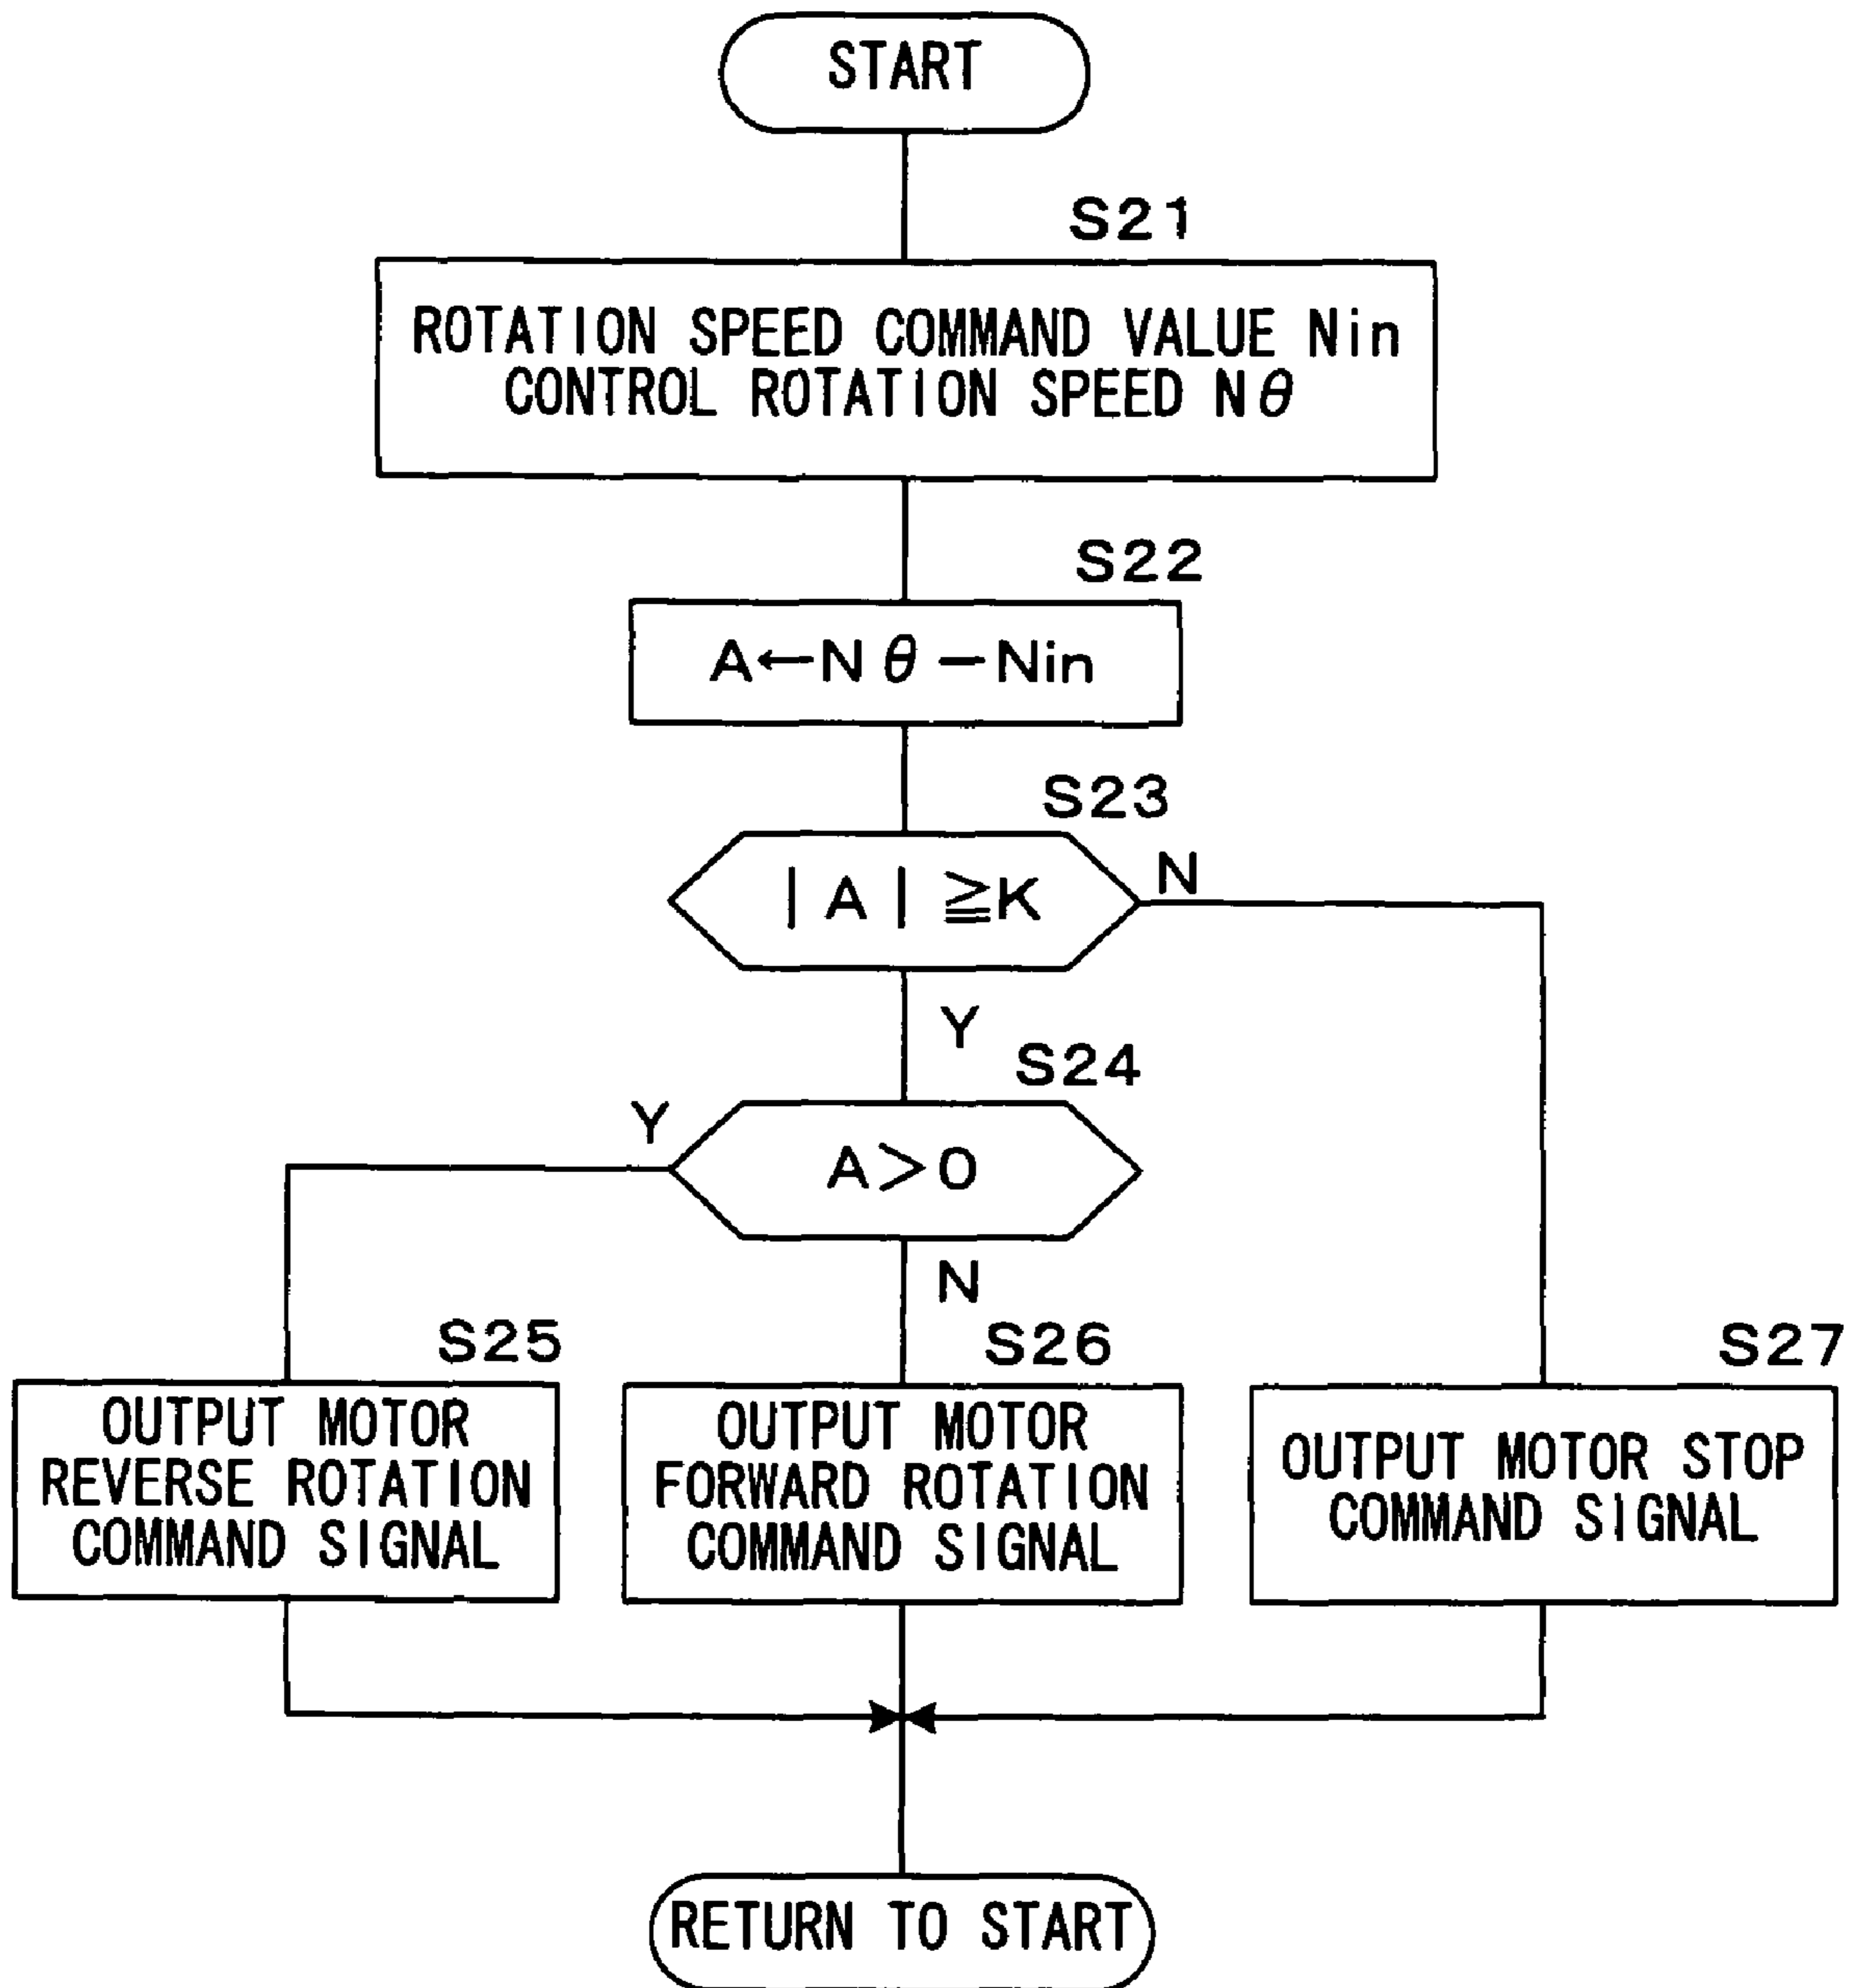 START
S21
ROTATION SPEED COMMAND VALUE Nin
CONTROL ROTATION SPEED Nθ
S22
A←Nθ−Nin
S23
|A|≧K
N
Y
S24
Y
A>0
N
S25
OUTPUT MOTOR
REVERSE ROTATION
COMMAND SIGNAL
S26
OUTPUT MOTOR
FORWARD ROTATION
COMMAND SIGNAL
S27
OUTPUT MOTOR STOP
COMMAND SIGNAL
RETURN TO START